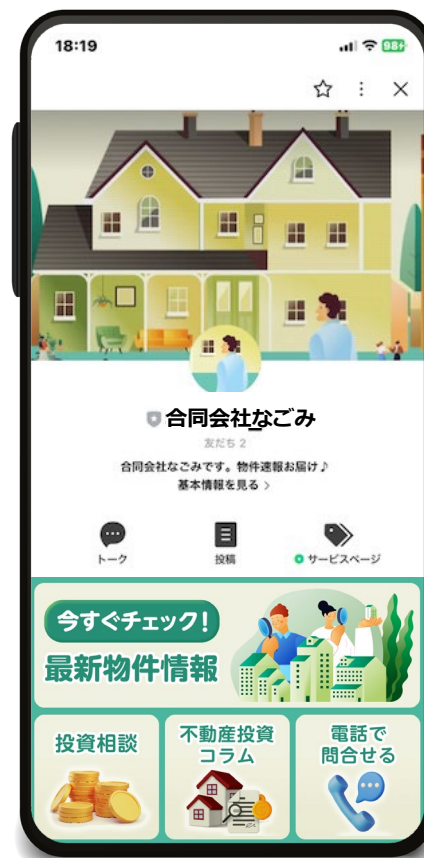 18:19
98
合同会社なごみ
友だち 2
合同会社なごみです。物件速報お届け♪
基本情報を見る >
トーク
投稿
サービスページ
今すぐチェック!
最新物件情報
投資相談
不動産投資
コラム
電話で
問合せる